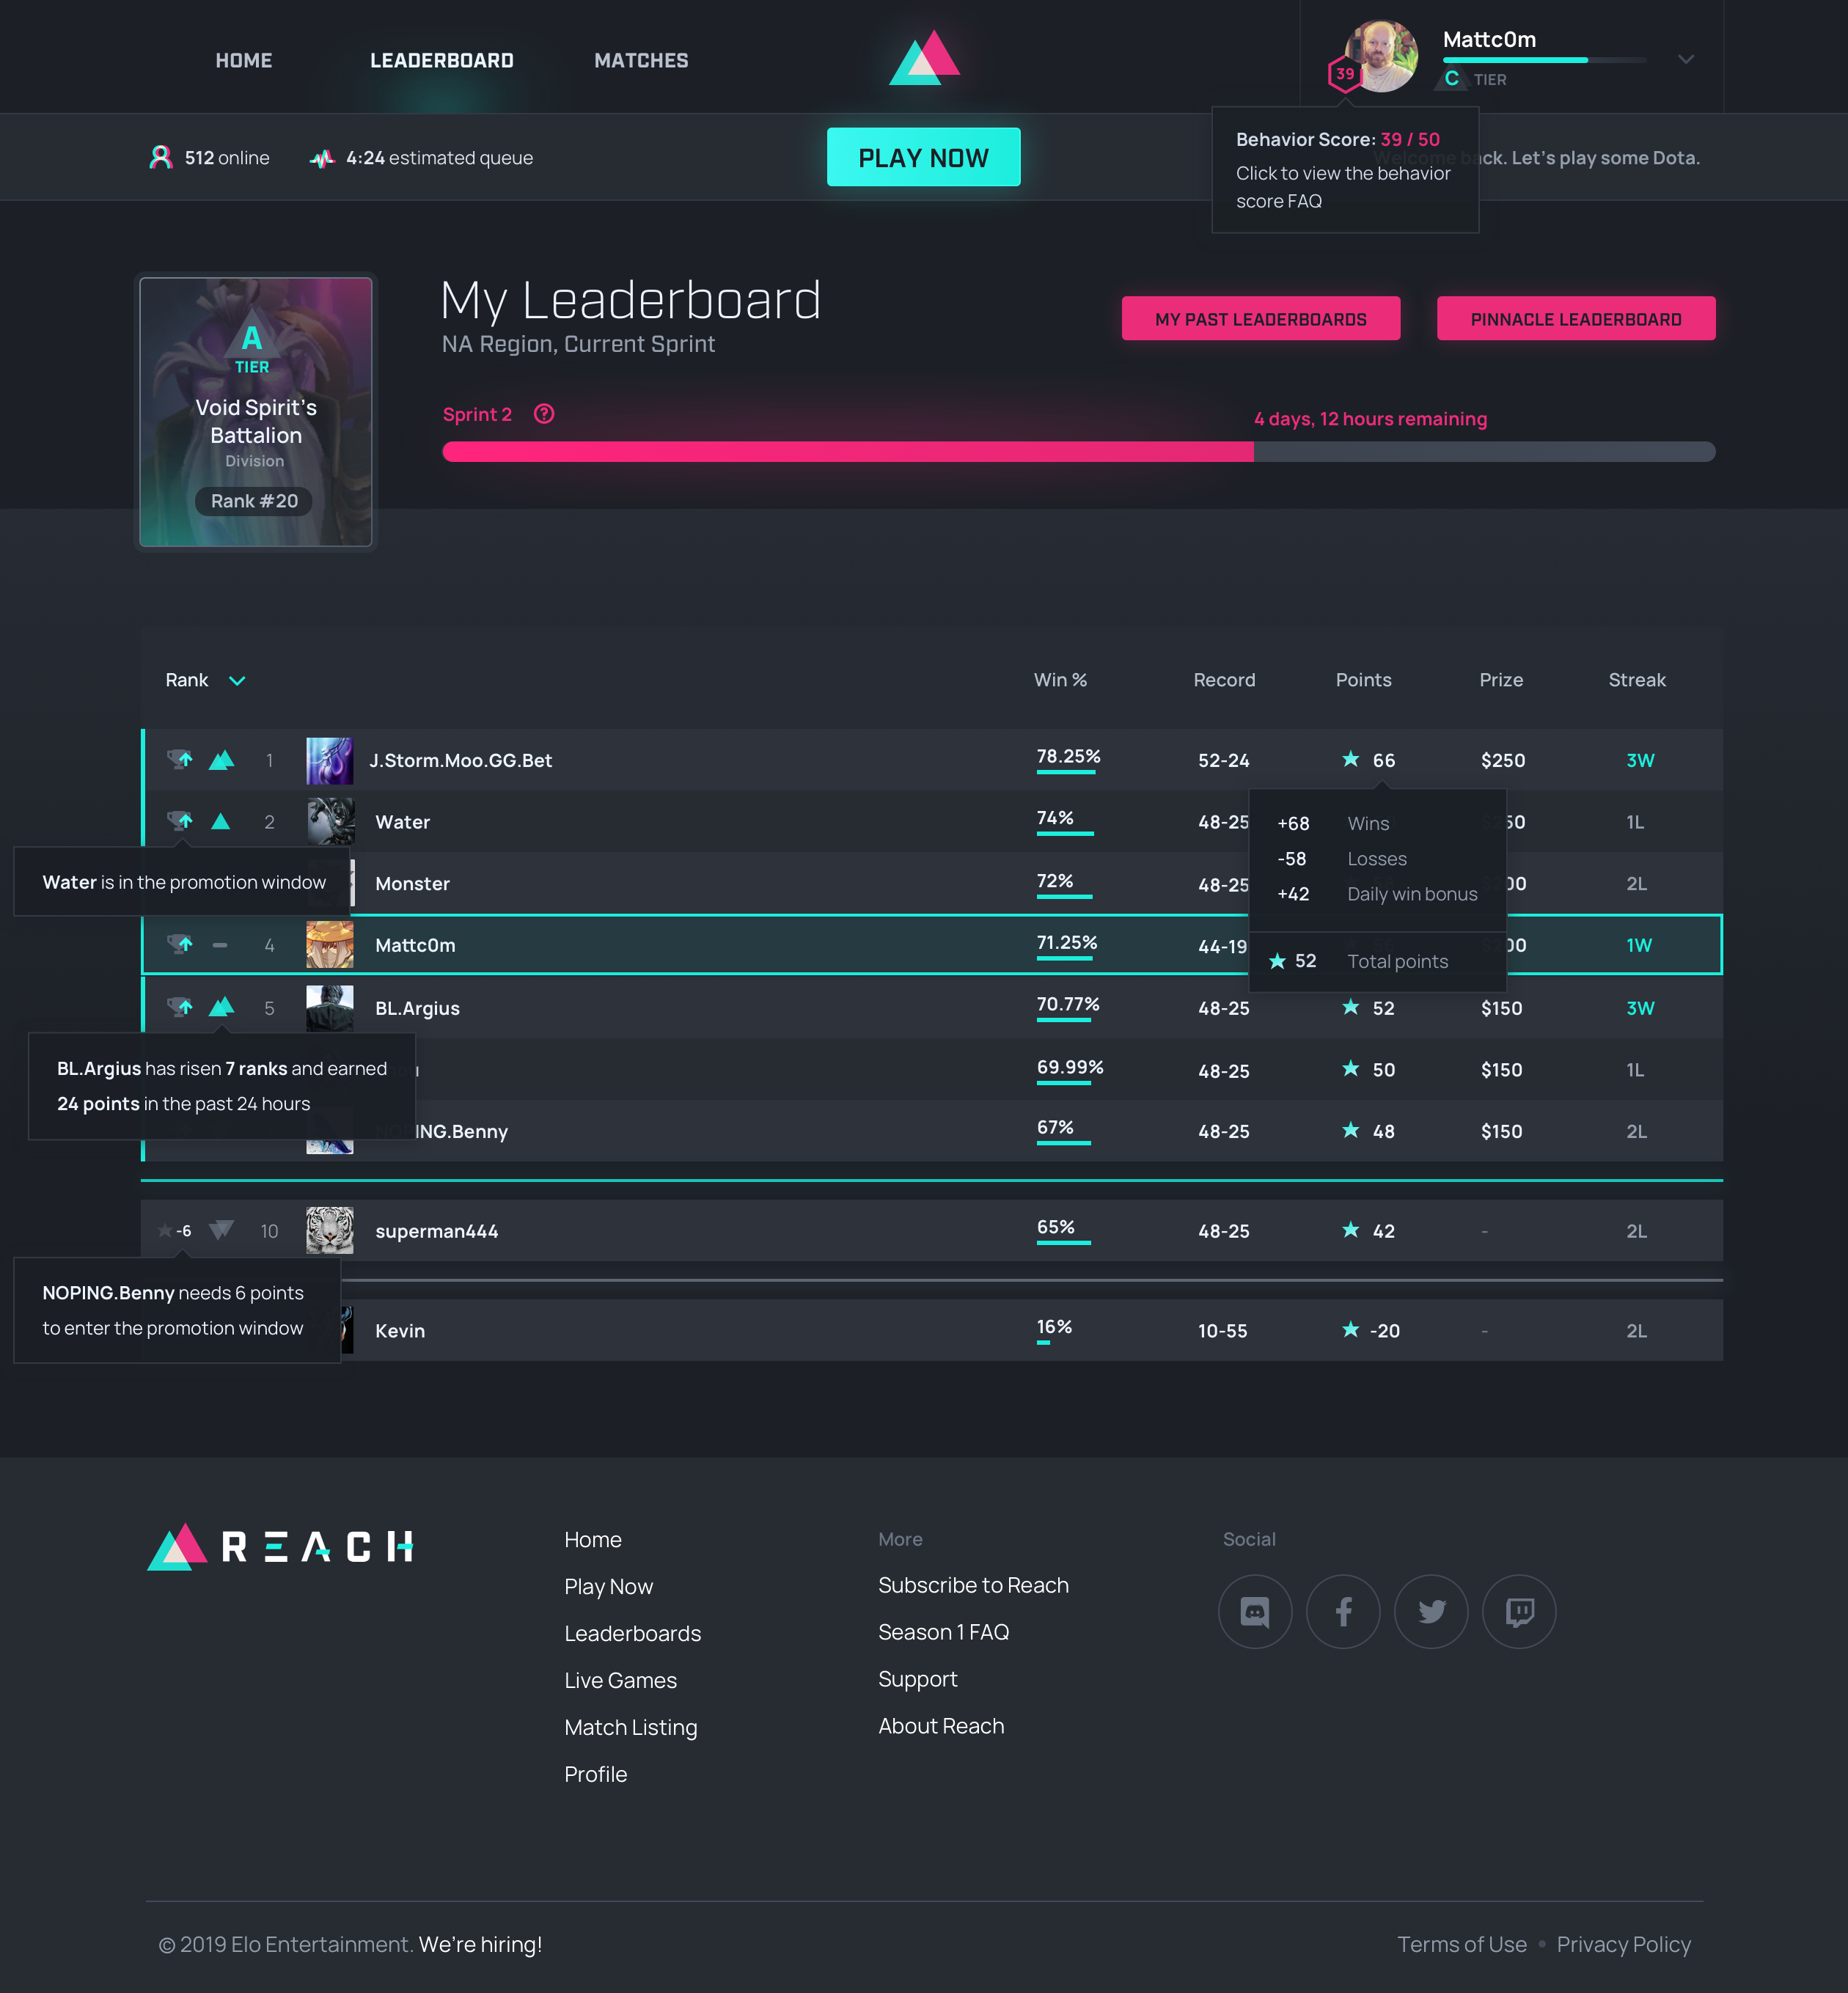 HOME
LEADERBOARD
MATCHES
Mattc0m
39
C TIER
512 online
4:24 estimated queue
PLAY NOW
Behavior Score: 39 / 50
Click to view the behavior
score FAQ
Welcome back. Let's play some Dota.
A
TIER
Void Spirit's
Battalion
Division
Rank #20
My Leaderboard
NA Region, Current Sprint
MY PAST LEADERBOARDS
PINNACLE LEADERBOARD
Sprint 2 ?
4 days, 12 hours remaining
Rank Win % Record Points Prize Streak
1 J.Storm.Moo.GG.Bet 78.25% 52-24 66 $250 3W
2 Water 74% 48-25 50 1L
+68 Wins
-58 Losses
+42 Daily win bonus
52 Total points
Water is in the promotion window
Monster 72% 48-25 00 2L
4 Mattc0m 71.25% 44-19 00 1W
5 BL.Argius 70.77% 48-25 52 $150 3W
BL.Argius has risen 7 ranks and earned
24 points in the past 24 hours
69.99% 48-25 50 $150 1L
NOPING.Benny 67% 48-25 48 $150 2L
-6 10 superman444 65% 48-25 42 - 2L
NOPING.Benny needs 6 points
to enter the promotion window
Kevin 16% 10-55 -20 - 2L
REACH
Home
Play Now
Leaderboards
Live Games
Match Listing
Profile
More
Subscribe to Reach
Season 1 FAQ
Support
About Reach
Social
© 2019 Elo Entertainment. We're hiring!
Terms of Use • Privacy Policy